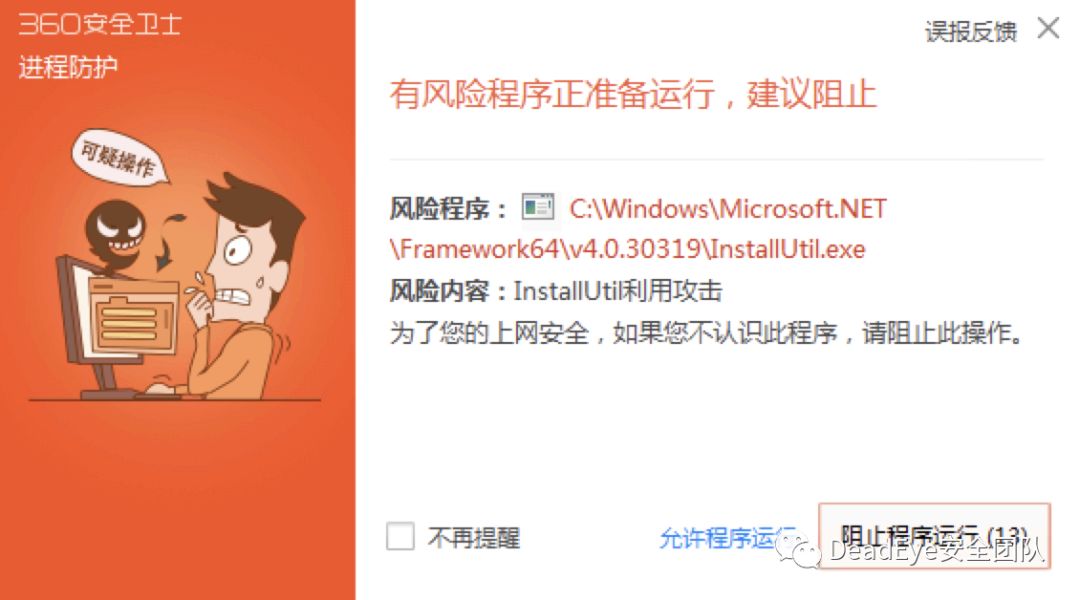 360安全卫士
进程防护
可疑操作
误报反馈
有风险程序正准备运行，建议阻止
风险程序： C:\Windows\Microsoft.NET
\Framework64\v4.0.30319\InstallUtil.exe
风险内容：InstallUtil利用攻击
为了您的上网安全，如果您不认识此程序，请阻止此操作。
不再提醒
允许程序运行
阻止程序运行 (13)
DeadEye安全团队